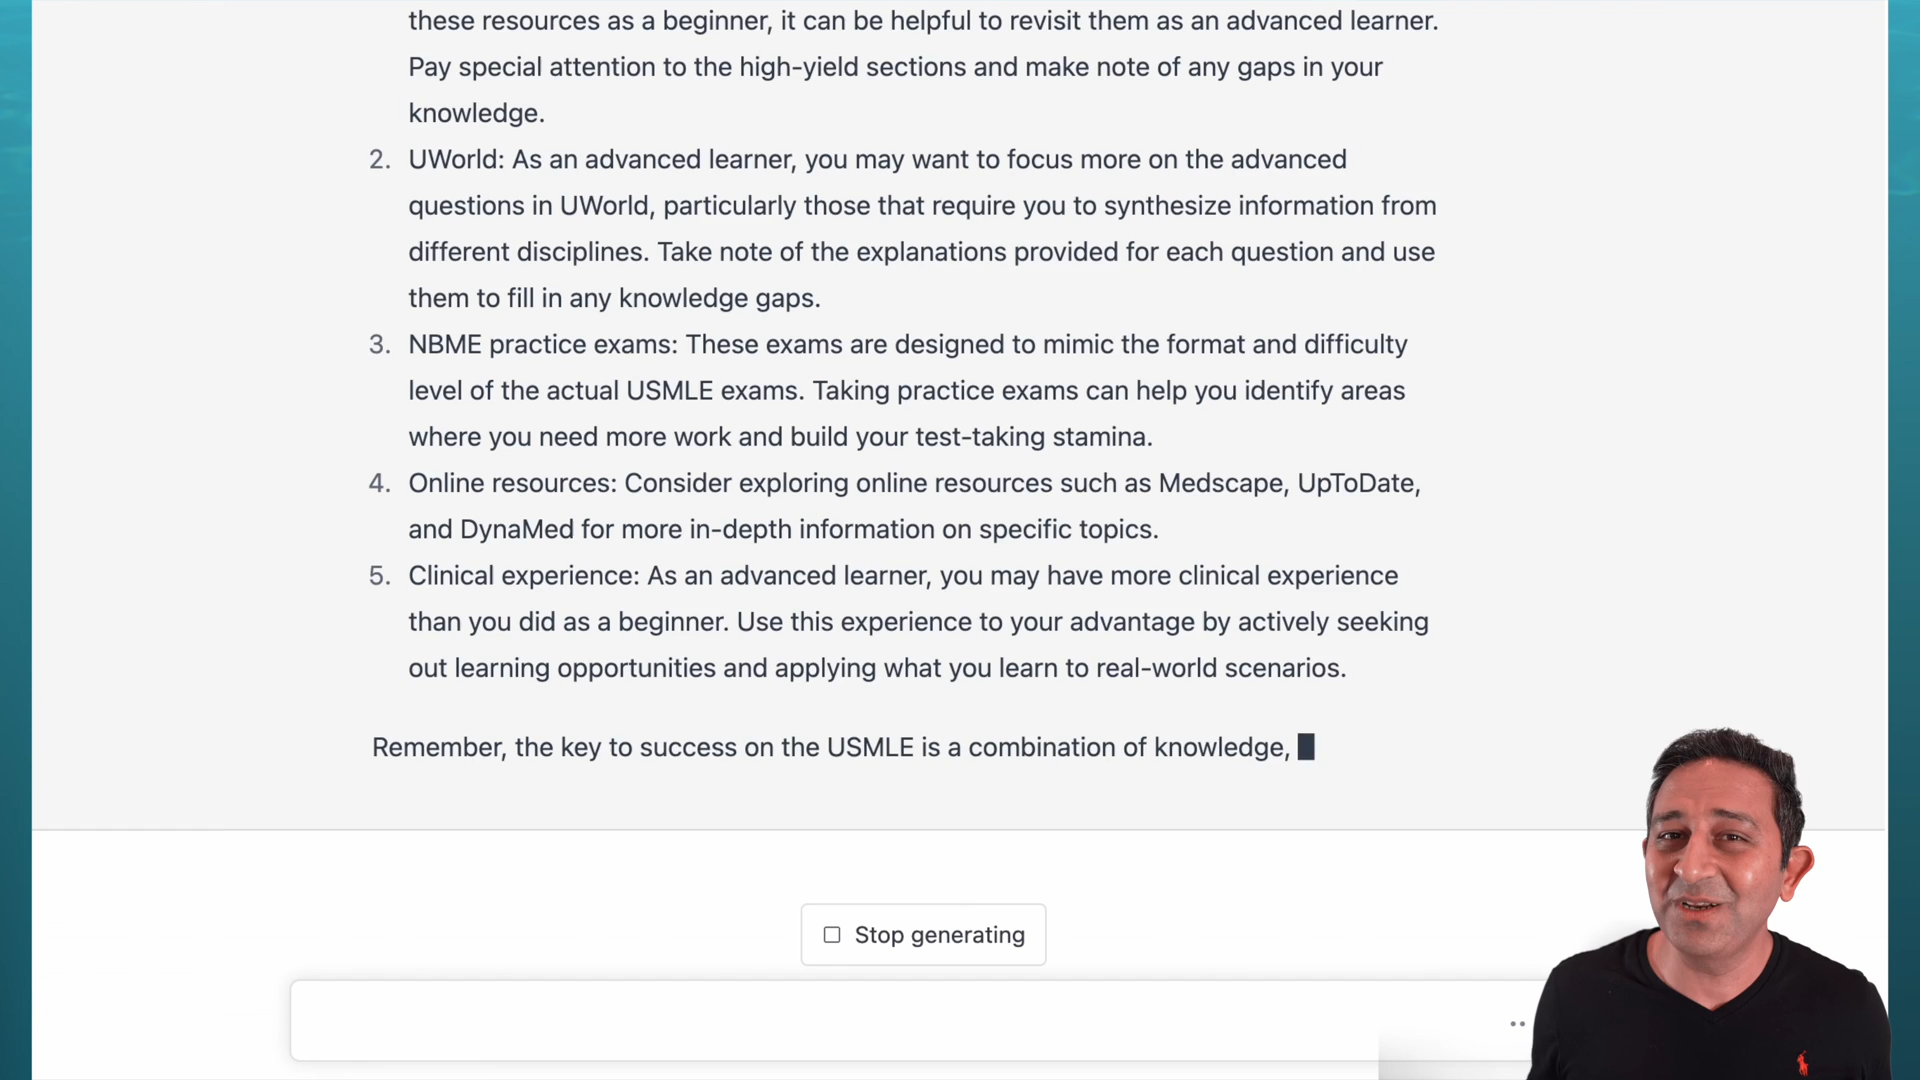 these resources as a beginner, it can be helpful to revisit them as an advanced learner.
Pay special attention to the high-yield sections and make note of any gaps in your
knowledge.
2. UWorld: As an advanced learner, you may want to focus more on the advanced
questions in UWorld, particularly those that require you to synthesize information from
different disciplines. Take note of the explanations provided for each question and use
them to fill in any knowledge gaps.
3. NBME practice exams: These exams are designed to mimic the format and difficulty
level of the actual USMLE exams. Taking practice exams can help you identify areas
where you need more work and build your test-taking stamina.
4. Online resources: Consider exploring online resources such as Medscape, UpToDate,
and DynaMed for more in-depth information on specific topics.
5. Clinical experience: As an advanced learner, you may have more clinical experience
than you did as a beginner. Use this experience to your advantage by actively seeking
out learning opportunities and applying what you learn to real-world scenarios.
Remember, the key to success on the USMLE is a combination of knowledge,
Stop generating